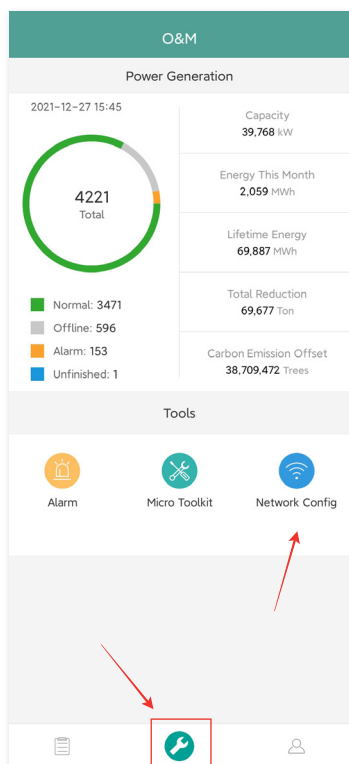 O&M
Power Generation
2021-12-27 15:45
4221
Total
Normal: 3471
Offline: 596
Alarm: 153
Unfinished: 1
Capacity
39,768 kW
Energy This Month
2,059 MWh
Lifetime Energy
69,887 MWh
Total Reduction
69,677 Ton
Carbon Emission Offset
38,709,472 Trees
Tools
Alarm
Micro Toolkit
Network Config